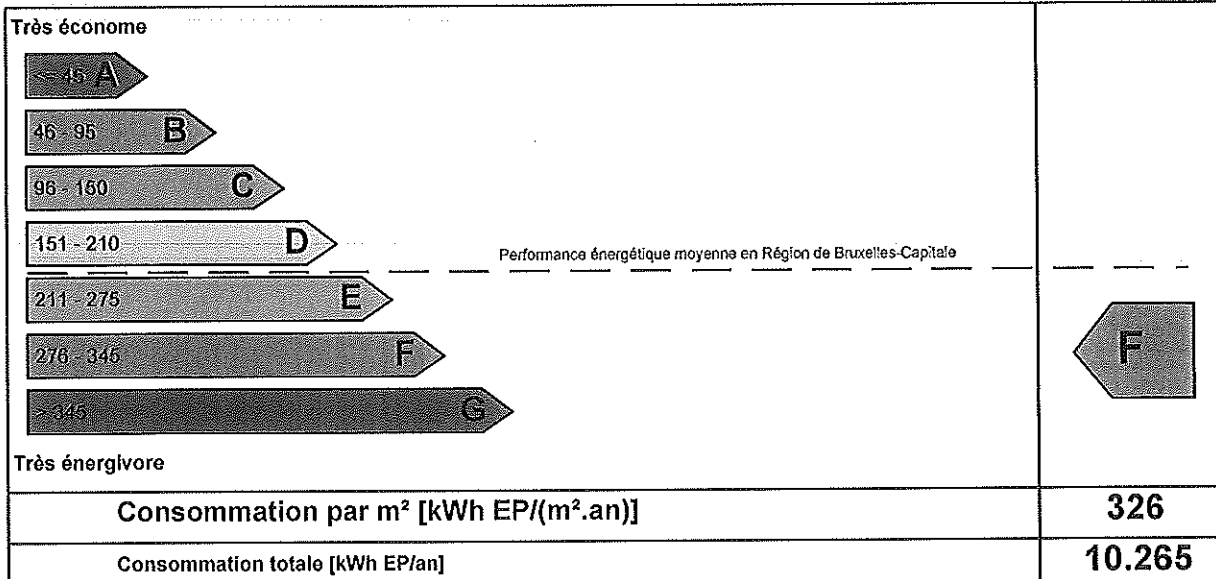 Très économe
<= 45 A
46 - 95 B
96 - 150 C
151 - 210 D
Performance énergétique moyenne en Région de Bruxelles-Capitale
211 - 275 E
276 - 345 F
F
> 345 G
Très énergivore
Consommation par m² [kWh EP/(m².an)] 326
Consommation totale [kWh EP/an] 10.265